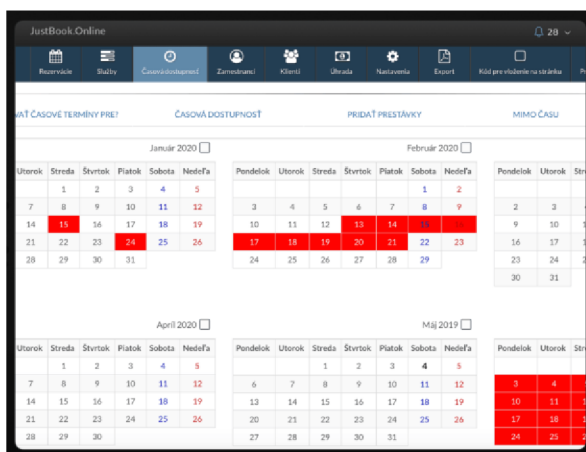 JustBook.Online
28
Rezervácie Služby Časová dostupnosť Zamestnanci Klienti Úhrada Nastavenia Export Kód pre vloženie na stránku
VAŤ ČASOVÉ TERMÍNY PRE? ČASOVÁ DOSTUPNOSŤ PRIDAŤ PRESTÁVKY MIMO ČASU
Január 2020
Utorok Streda Štvrtok Piatok Sobota Nedeľa
1 2 3 4 5
7 8 9 10 11 12
14 15 16 17 18 19
21 22 23 24 25 26
28 29 30 31
Február 2020
Pondelok Utorok Streda Štvrtok Piatok Sobota Nedeľa
1 2
3 4 5 6 7 8 9
10 11 12 13 14 15 16
17 18 19 20 21 22 23
24 25 26 27 28 29
Pondelok Utorok
2 3
9 10
16 17
23 24
30 31
Apríl 2020
Utorok Streda Štvrtok Piatok Sobota Nedeľa
1 2 3 4 5
7 8 9 10 11 12
14 15 16 17 18 19
21 22 23 24 25 26
28 29 30
Máj 2019
Pondelok Utorok Streda Štvrtok Piatok Sobota Nedeľa
1 2 3 4 5
6 7 8 9 10 11 12
13 14 15 16 17 18 19
20 21 22 23 24 25 26
27 28 29 30 31
Pondelok Utorok
3 4
10 11
17 18
24 25